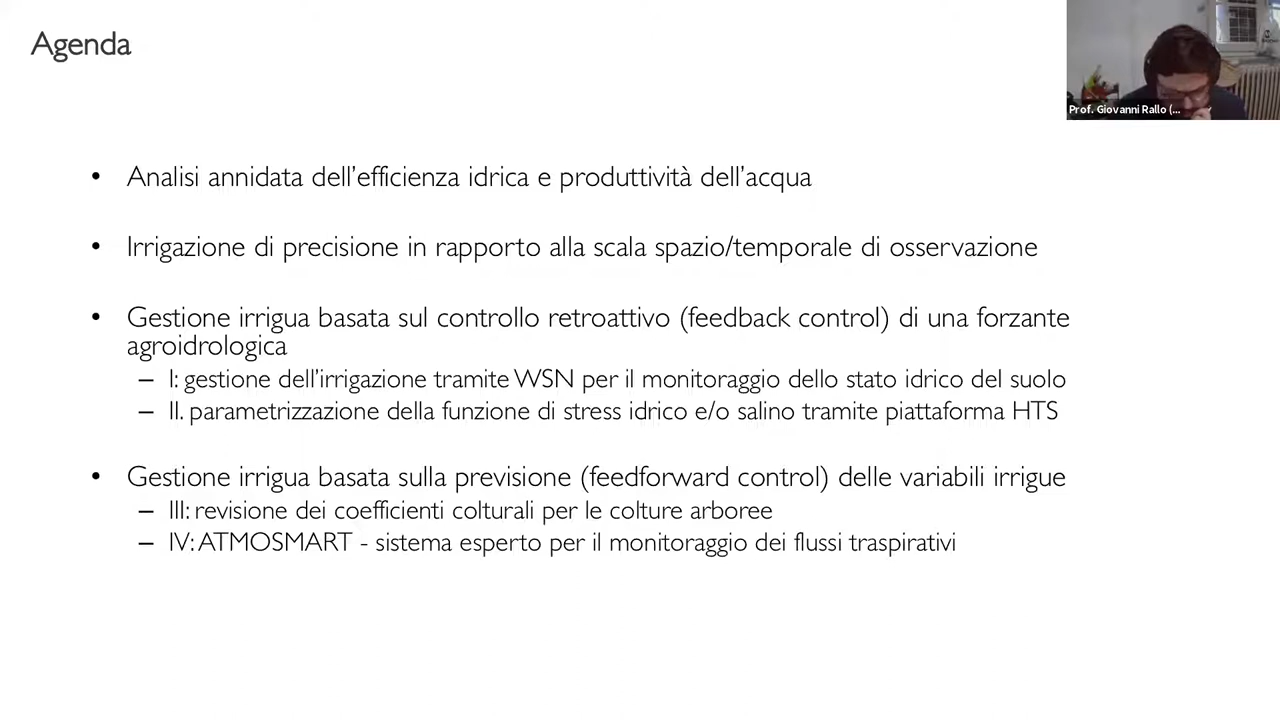 Agenda
Prof. Giovanni Rallo (...
• Analisi annidata dell'efficienza idrica e produttività dell'acqua
• Irrigazione di precisione in rapporto alla scala spazio/temporale di osservazione
• Gestione irrigua basata sul controllo retroattivo (feedback control) di una forzante
agroidrologica
– I: gestione dell'irrigazione tramite WSN per il monitoraggio dello stato idrico del suolo
– II. parametrizzazione della funzione di stress idrico e/o salino tramite piattaforma HTS
• Gestione irrigua basata sulla previsione (feedforward control) delle variabili irrigue
– III: revisione dei coefficienti colturali per le colture arboree
– IV: ATMOSMART - sistema esperto per il monitoraggio dei flussi traspirativi